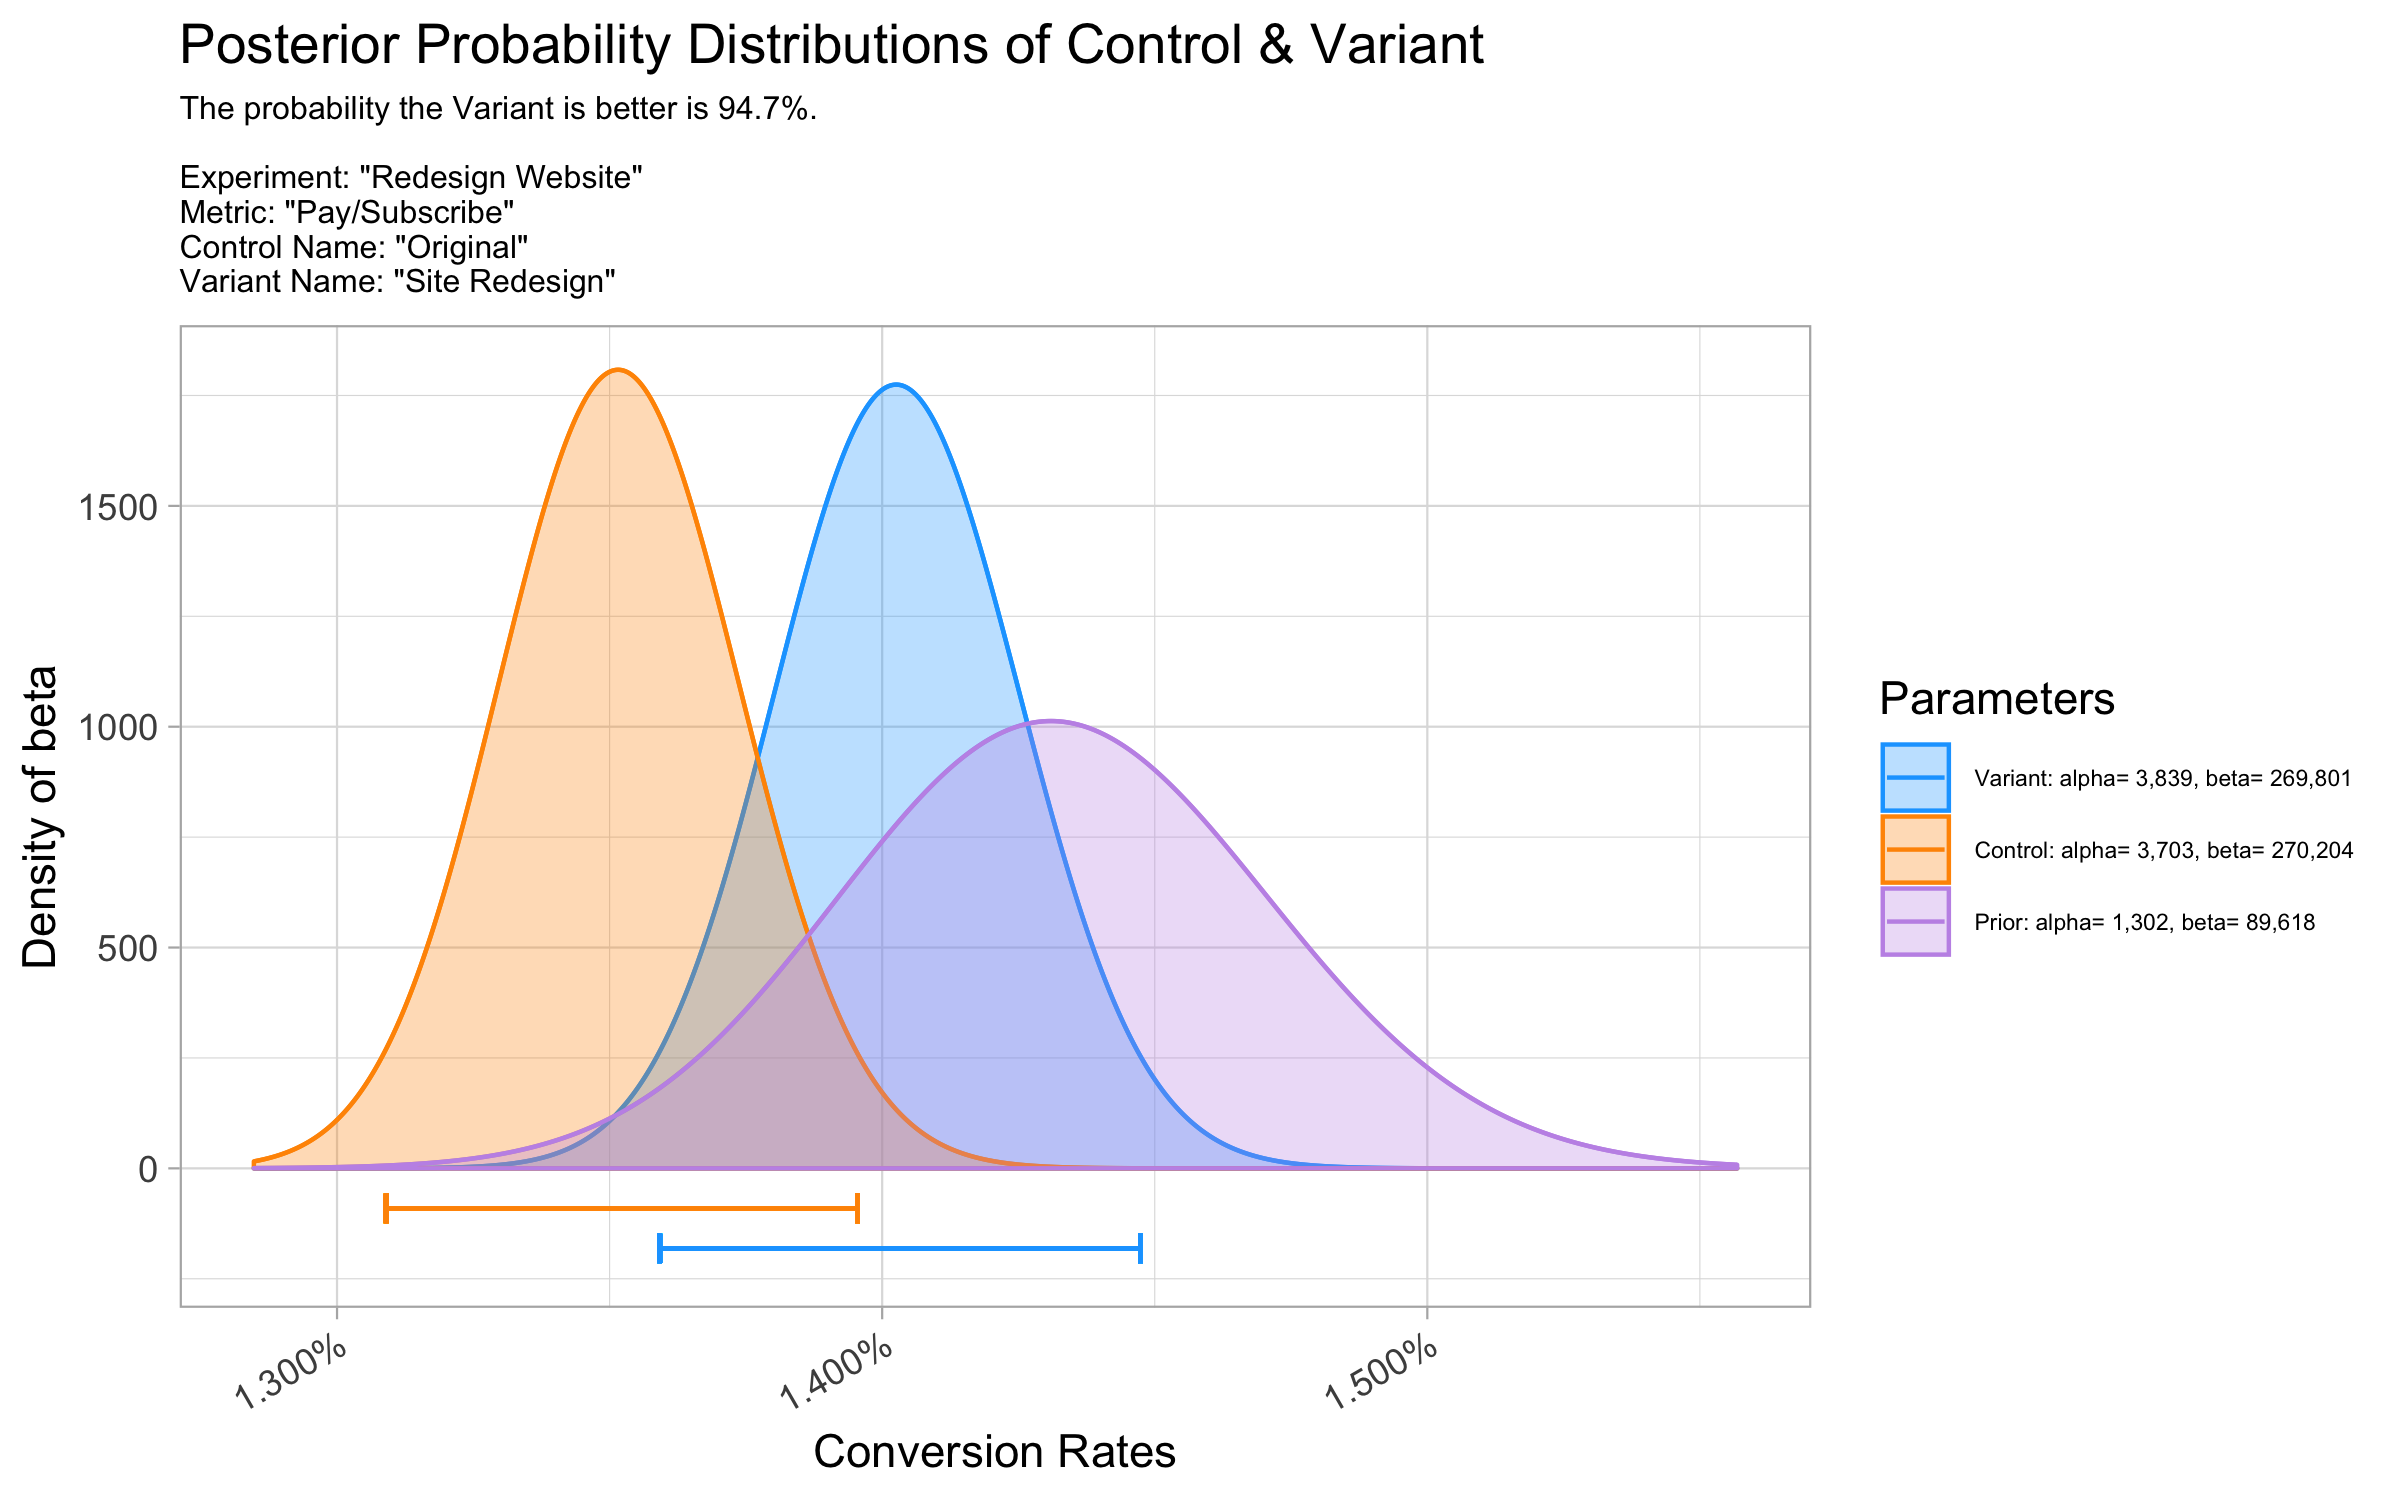 Posterior Probability Distributions of Control & Variant
The probability the Variant is better is 94.7%.
Experiment: "Redesign Website"
Metric: "Pay/Subscribe"
Control Name: "Original"
Variant Name: "Site Redesign"
Density of beta
1500
1000
500
0
1.300%
1.400%
1.500%
Conversion Rates
Parameters
Variant: alpha= 3,839, beta= 269,801
Control: alpha= 3,703, beta= 270,204
Prior: alpha= 1,302, beta= 89,618